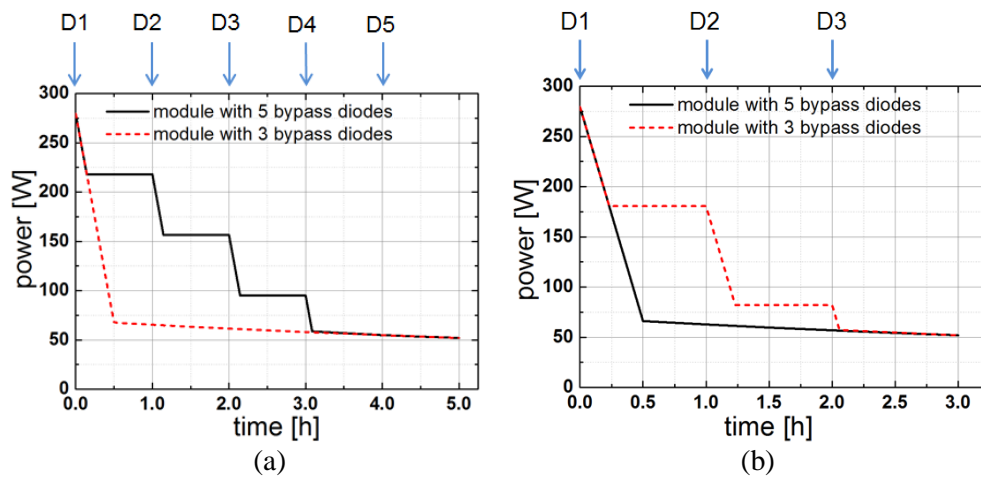 D1 D2 D3 D4 D5
300
250
200
150
100
50
0
power [W]
module with 5 bypass diodes
module with 3 bypass diodes
0.0 1.0 2.0 3.0 4.0 5.0
time [h]
(a)
D1 D2 D3
300
250
200
150
100
50
0
power [W]
module with 5 bypass diodes
module with 3 bypass diodes
0.0 0.5 1.0 1.5 2.0 2.5 3.0
time [h]
(b)